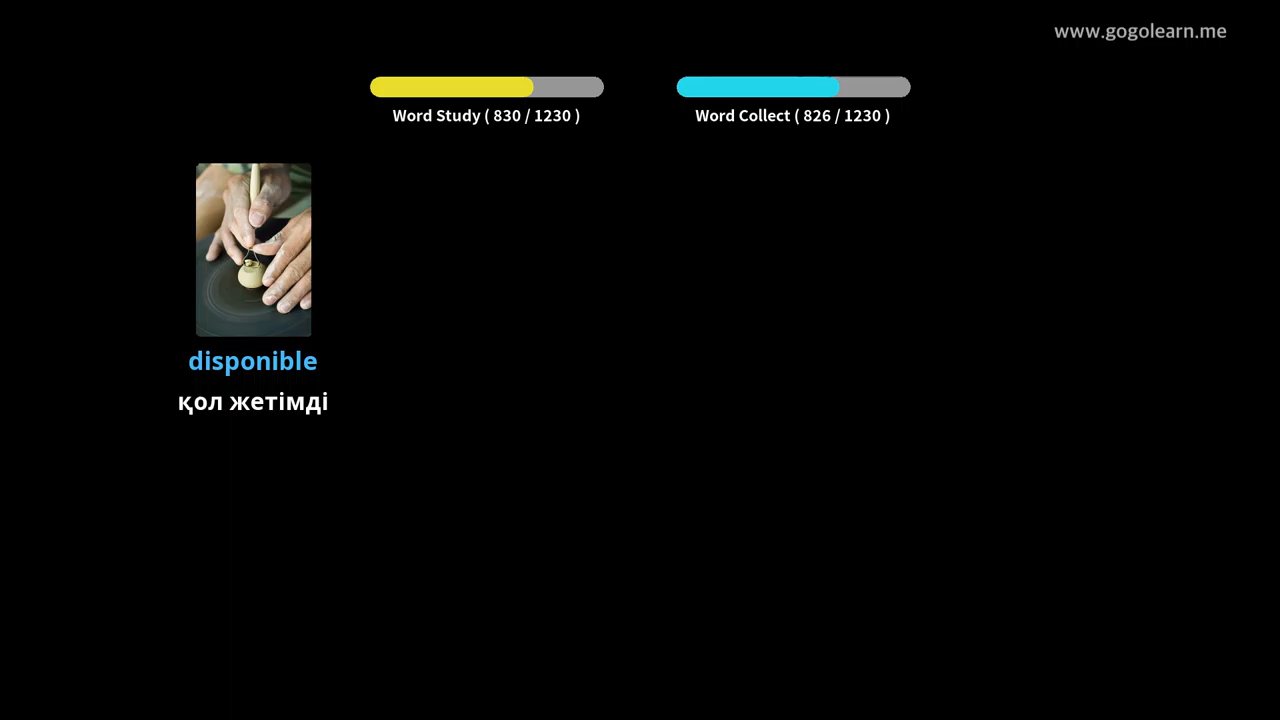 www.gogolearn.me
Word Study ( 830 / 1230 )
Word Collect ( 826 / 1230 )
disponible
қол жетімді